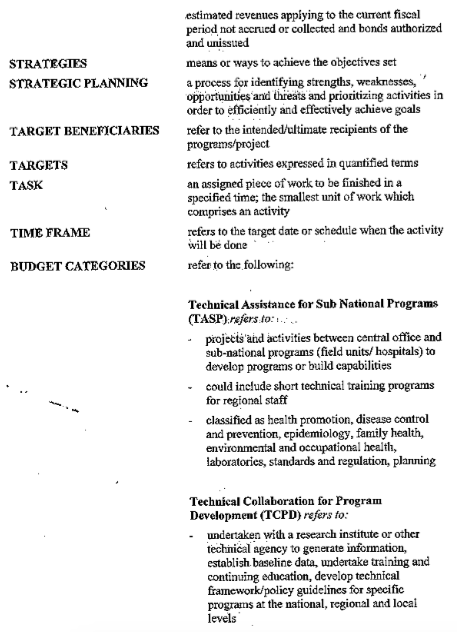 estimated revenues applying to the current fiscal
period not accrued or collected and bonds authorized
and unissued
STRATEGIES means or ways to achieve the objectives set
STRATEGIC PLANNING a process for identifying strengths, weaknesses,
opportunities and threats and prioritizing activities in
order to efficiently and effectively achieve goals
TARGET BENEFICIARIES refer to the intended/ultimate recipients of the
programs/project
TARGETS refers to activities expressed in quantified terms
TASK an assigned piece of work to be finished in a
specified time; the smallest unit of work which
comprises an activity
TIME FRAME refers to the target date or schedule when the activity
will be done
BUDGET CATEGORIES refer to the following:
Technical Assistance for Sub National Programs
(TASP) refers to:
- projects and activities between central office and
sub-national programs (field units/ hospitals) to
develop programs or build capabilities
- could include short technical training programs
for regional staff
- classified as health promotion, disease control
and prevention, epidemiology, family health,
environmental and occupational health,
laboratories, standards and regulation, planning
Technical Collaboration for Program
Development (TCPD) refers to:
- undertaken with a research institute or other
technical agency to generate information,
establish baseline data, undertake training and
continuing education, develop technical
framework/policy guidelines for specific
programs at the national, regional and local
levels